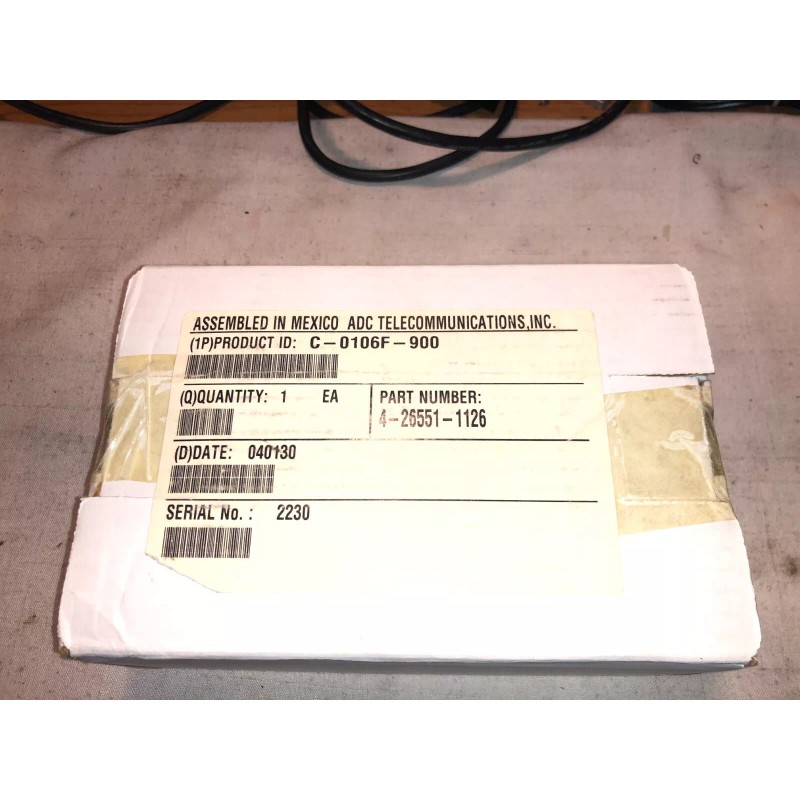 ASSEMBLED IN MEXICO ADC TELECOMMUNICATIONS,INC.
(1P)PRODUCT ID: C-0106F-900
(Q)QUANTITY: 1 EA
PART NUMBER:
4-26551-1126
(D)DATE: 040130
SERIAL No. : 2230